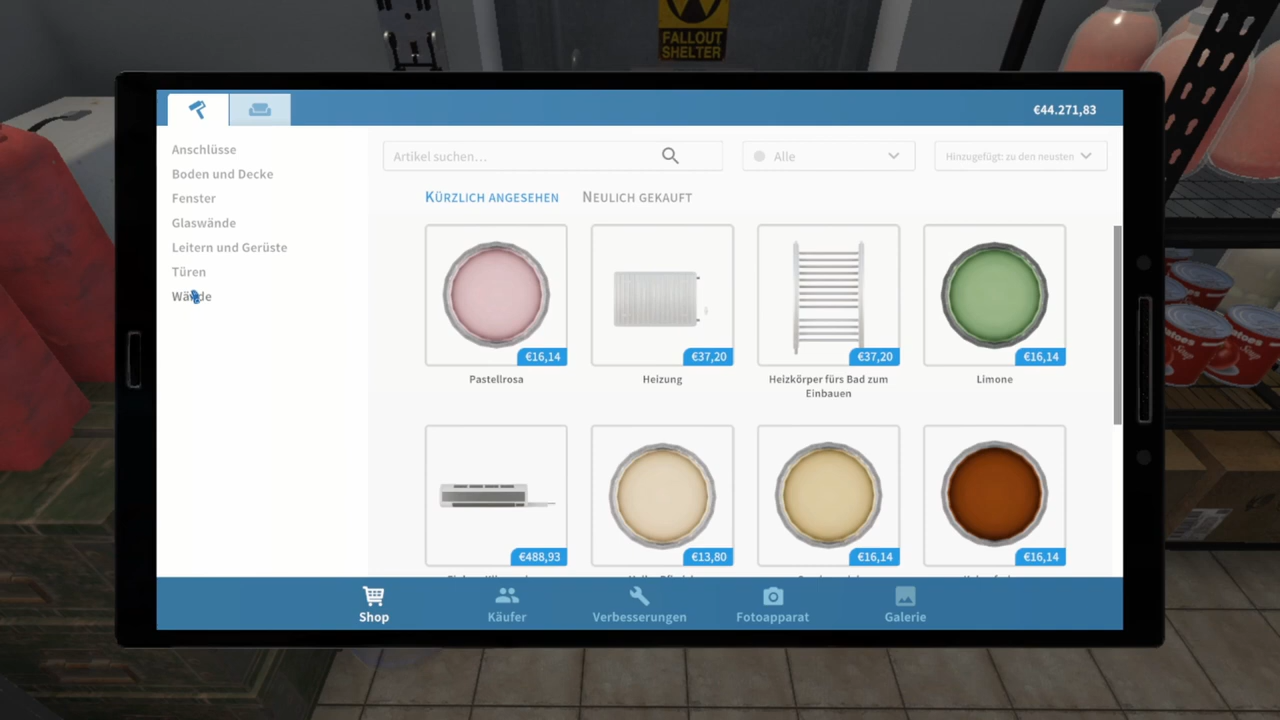 FALLOUT
SHELTER
€44.271,83
Anschlüsse
Boden und Decke
Fenster
Glaswände
Leitern und Gerüste
Türen
Wände
Artikel suchen...
Alle
Hinzugefügt: zu den neusten
KÜRZLICH ANGESEHEN
NEULICH GEKAUFT
€16,14
€37,20
€37,20
€16,14
Pastellrosa
Heizung
Heizkörper fürs Bad zum
Einbauen
Limone
€488,93
€13,80
€16,14
€16,14
Shop
Käufer
Verbesserungen
Fotoapparat
Galerie